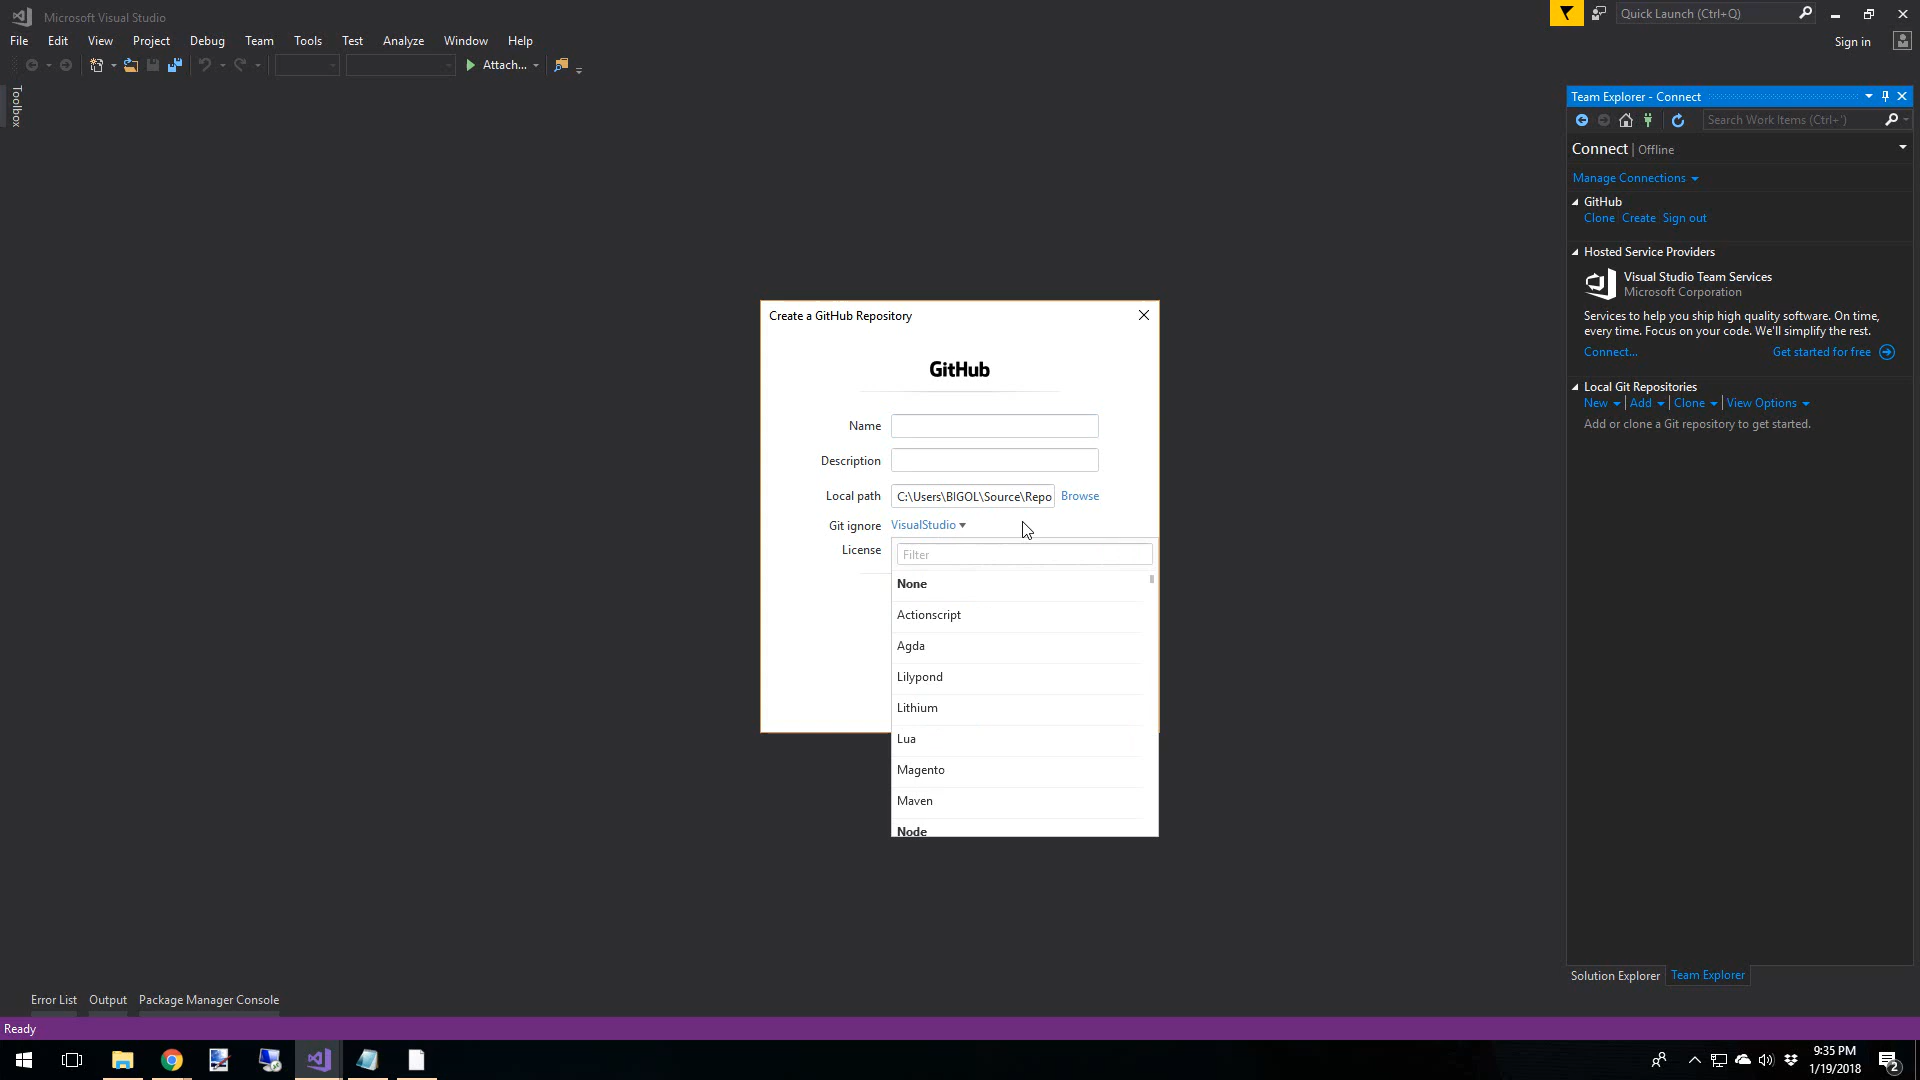 Microsoft Visual Studio
Quick Launch (Ctrl+Q)
File Edit View Project Debug Team Tools Test Analyze Window Help
Sign in
Attach...
Toolbox
Team Explorer - Connect
Search Work Items (Ctrl+')
Connect | Offline
Manage Connections
GitHub
Clone Create Sign out
Hosted Service Providers
Visual Studio Team Services
Microsoft Corporation
Services to help you ship high quality software. On time,
every time. Focus on your code. We'll simplify the rest.
Connect... Get started for free
Local Git Repositories
New | Add | Clone | View Options
Add or clone a Git repository to get started.
Create a GitHub Repository
GitHub
Name
Description
Local path C:\Users\BIGOL\Source\Repo Browse
Git ignore VisualStudio
License
Filter
None
Actionscript
Agda
Lilypond
Lithium
Lua
Magento
Maven
Node
Solution Explorer Team Explorer
Error List Output Package Manager Console
Ready
9:35 PM
1/19/2018
2